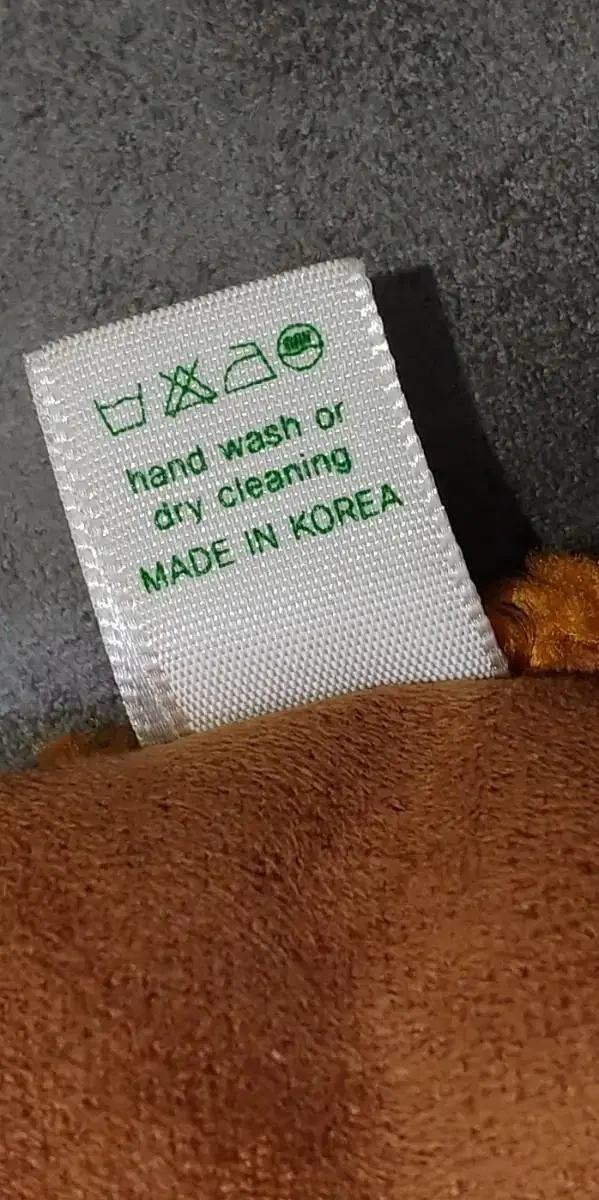 hand wash or
dry cleaning
MADE IN KOREA